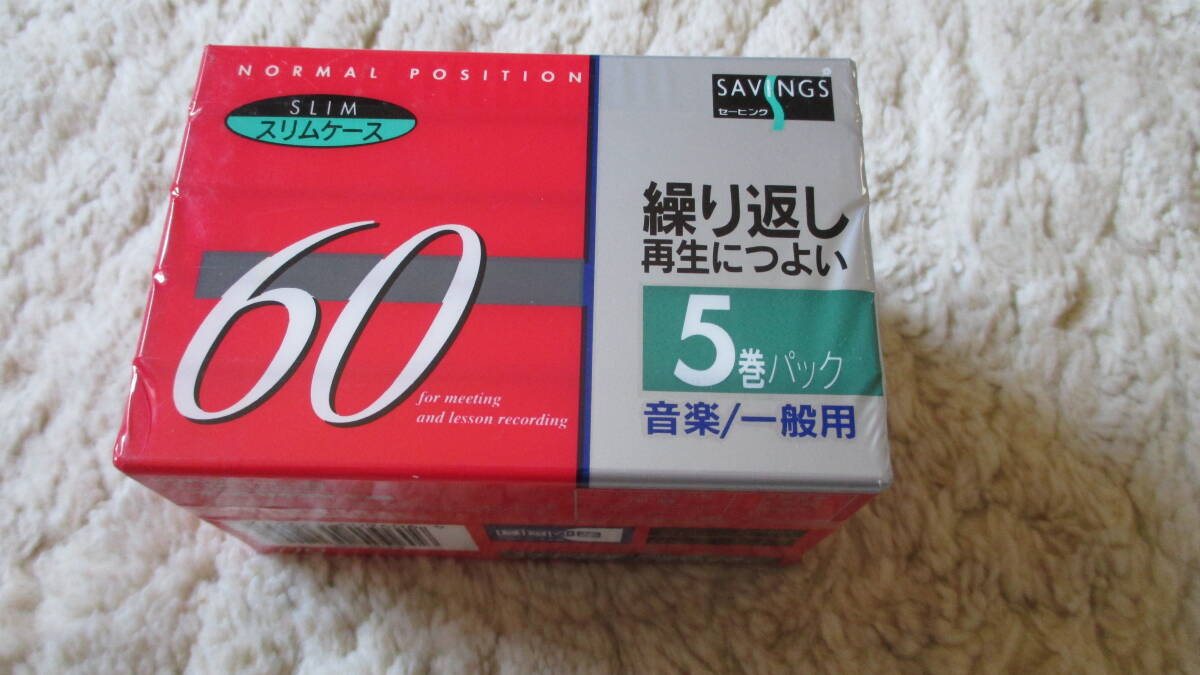 NORMAL POSITION
SLIM
スリムケース
60
for meeting
and lesson recording
SAVINGS
セービング
繰り返し
再生につよい
5巻パック
音楽/一般用